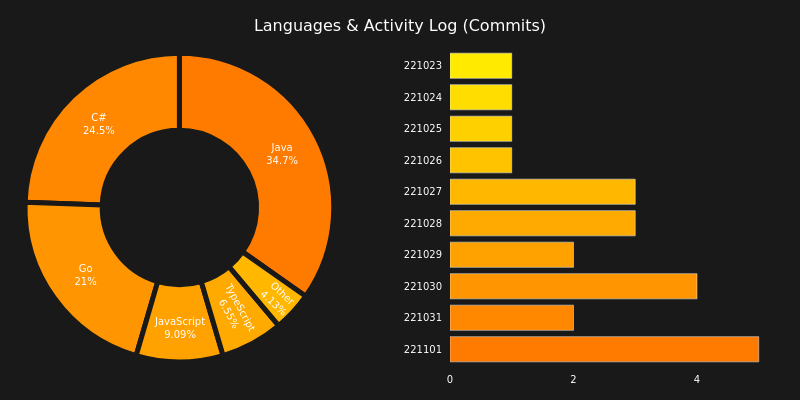 Languages & Activity Log (Commits)
Java
34.7%
C#
24.5%
Go
21%
JavaScript
9.09%
TypeScript
6.55%
Other
4.13%
221023
221024
221025
221026
221027
221028
221029
221030
221031
221101
0
2
4